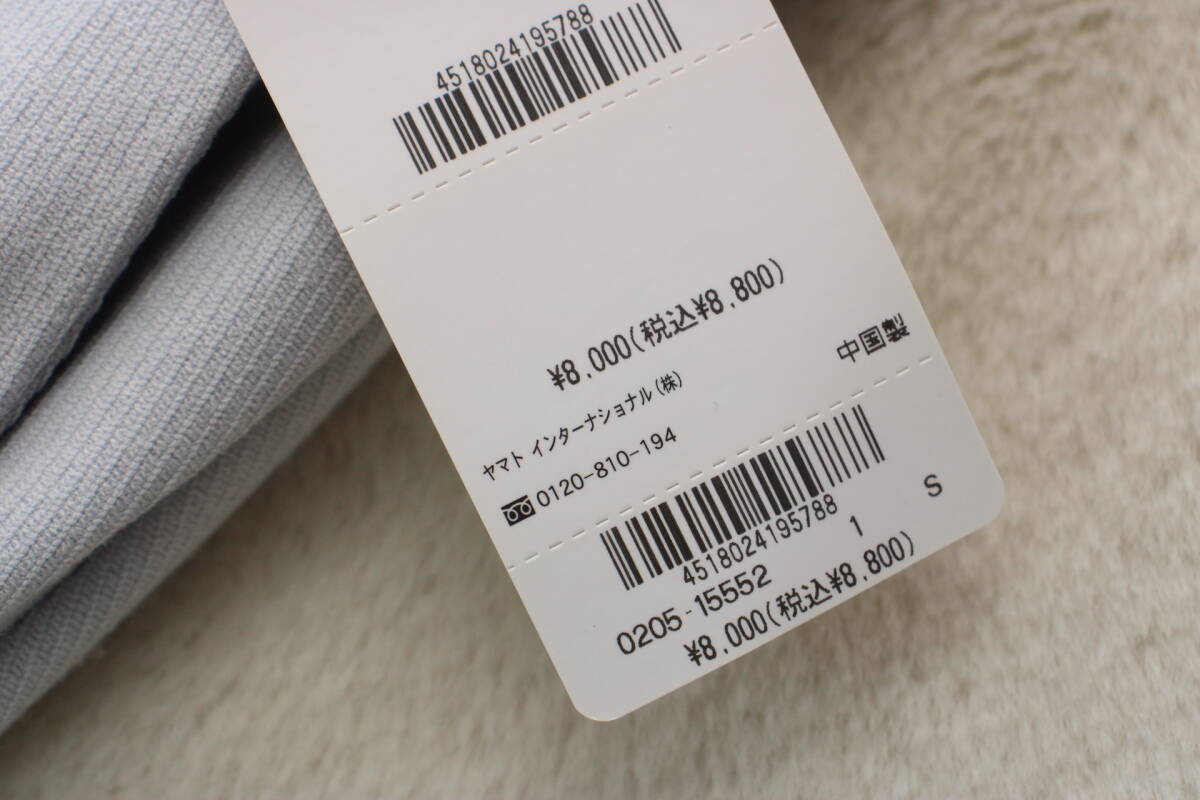 4518024195788
¥8,000(税込¥8,800)
中国製
ヤマト インターナショナル(株)
0120-810-194
4518024195788
0205-15552 1 S
¥8,000(税込¥8,800)